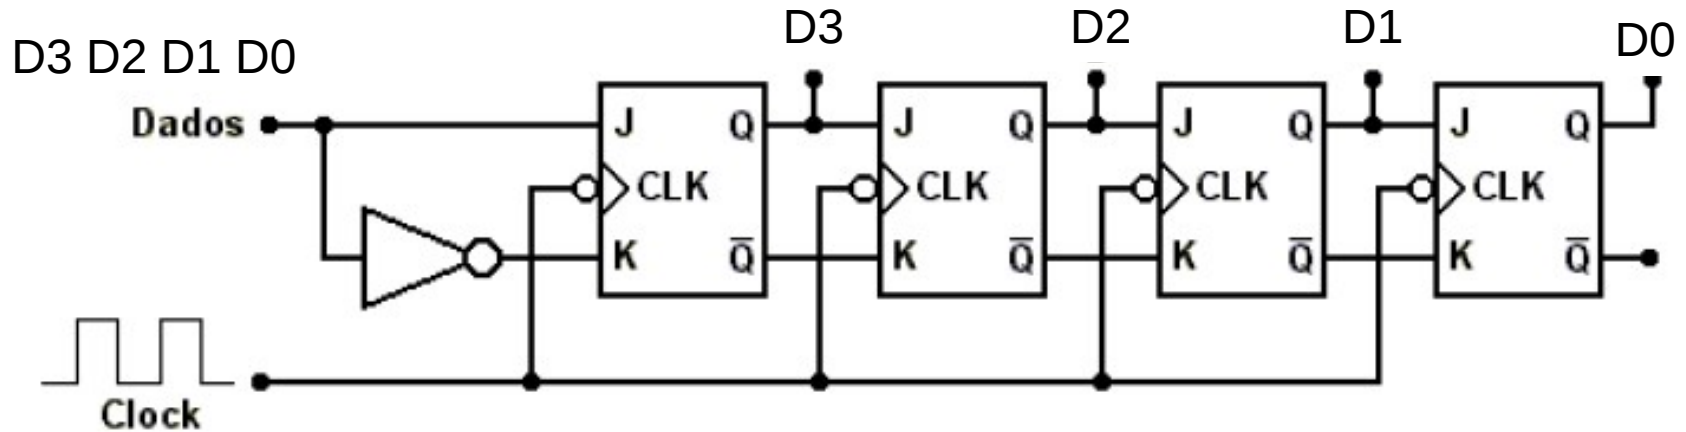 D3 D2 D1 D0
D3
D2
D1
D0
Dados
J Q J Q J Q J Q
CLK CLK CLK CLK
K Q̅ K Q̅ K Q̅ K Q̅
Clock